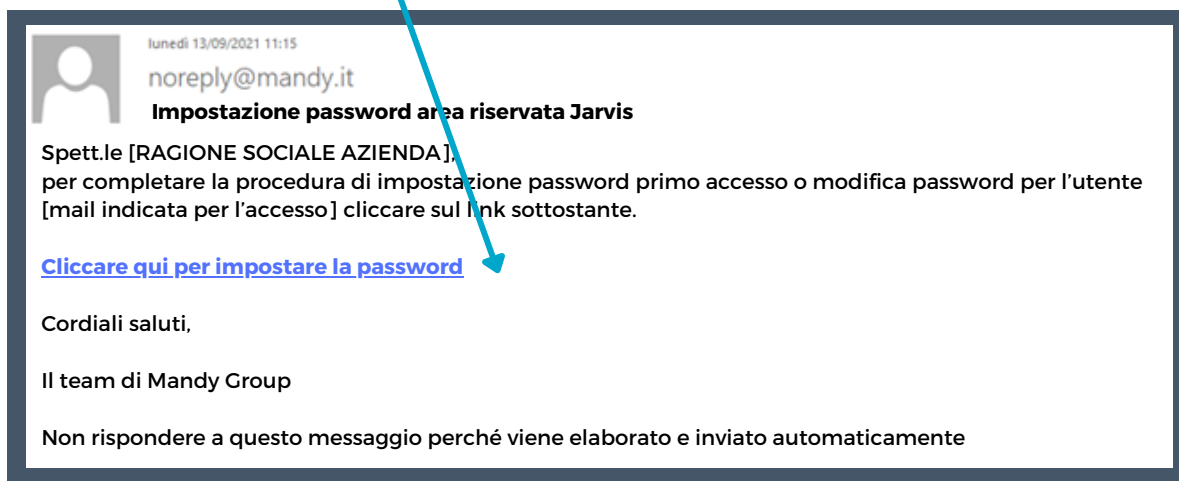 lunedì 13/09/2021 11:15
noreply@mandy.it
Impostazione password area riservata Jarvis
Spett.le [RAGIONE SOCIALE AZIENDA],
per completare la procedura di impostazione password primo accesso o modifica password per l'utente
[mail indicata per l'accesso] cliccare sul link sottostante.
Cliccare qui per impostare la password
Cordiali saluti,
Il team di Mandy Group
Non rispondere a questo messaggio perché viene elaborato e inviato automaticamente